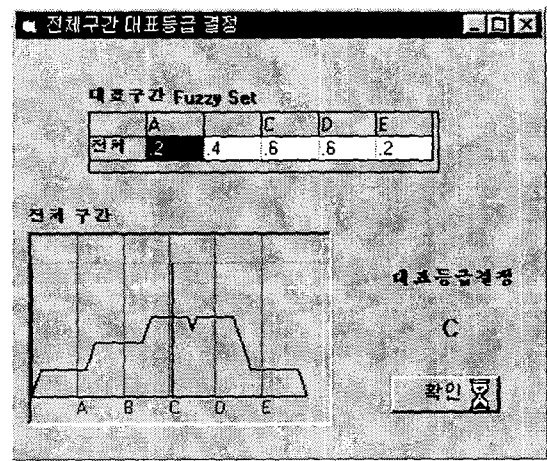 전체구간 대표등급 결정
대표구간 Fuzzy Set
A C D E
전체 .2 .4 .6 .6 .2
전체 구간
대표등급결정
C
A B C D E
확인